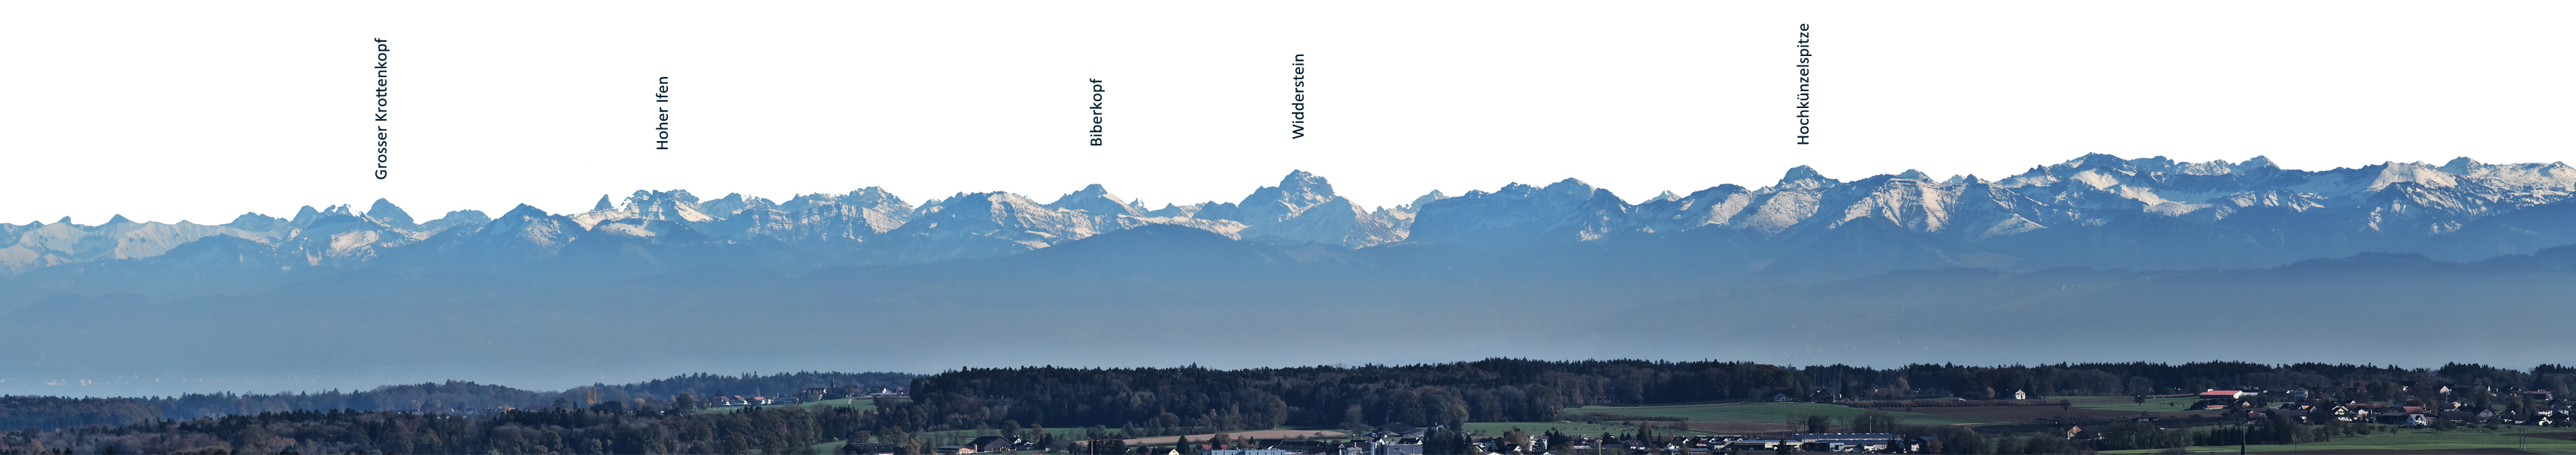 Grosser Krottenkopf
Hoher Ifen
Biberkopf
Widderstein
Hochkünzelspitze